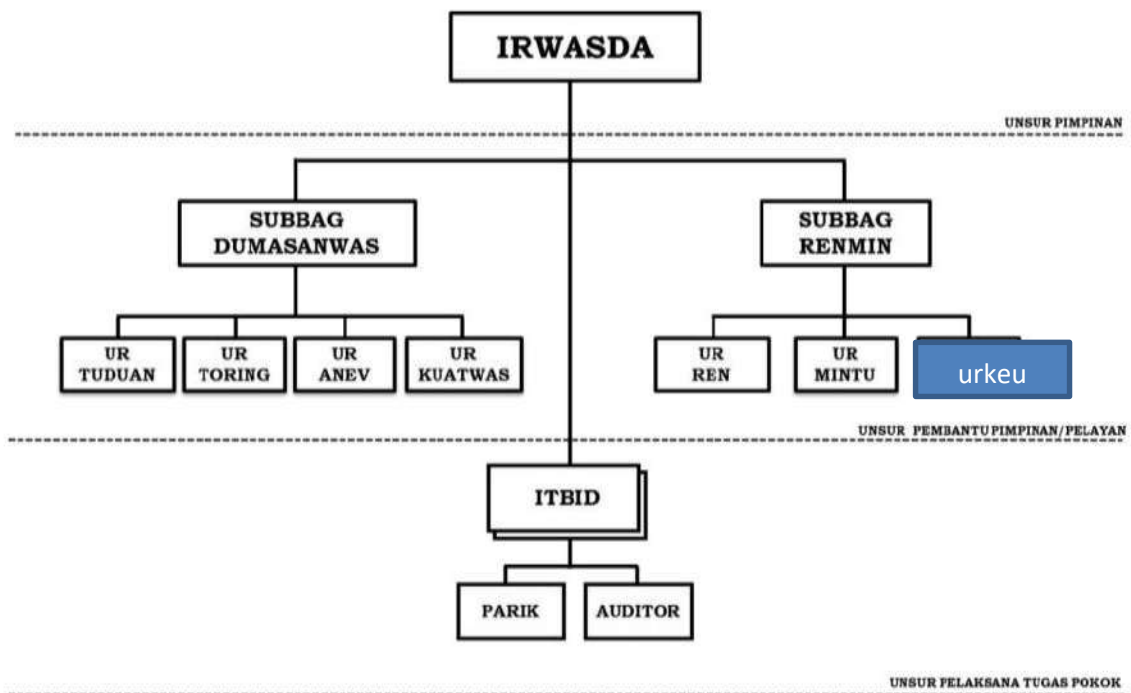 IRWASDA
UNSUR PIMPINAN
SUBBAG
DUMASANWAS
SUBBAG
RENMIN
UR
TUDUAN
UR
TORING
UR
ANEV
UR
KUATWAS
UR
REN
UR
MINTU
urkeu
UNSUR PEMBANTU PIMPINAN/PELAYAN
ITBID
PARIK
AUDITOR
UNSUR PELAKSANA TUGAS POKOK